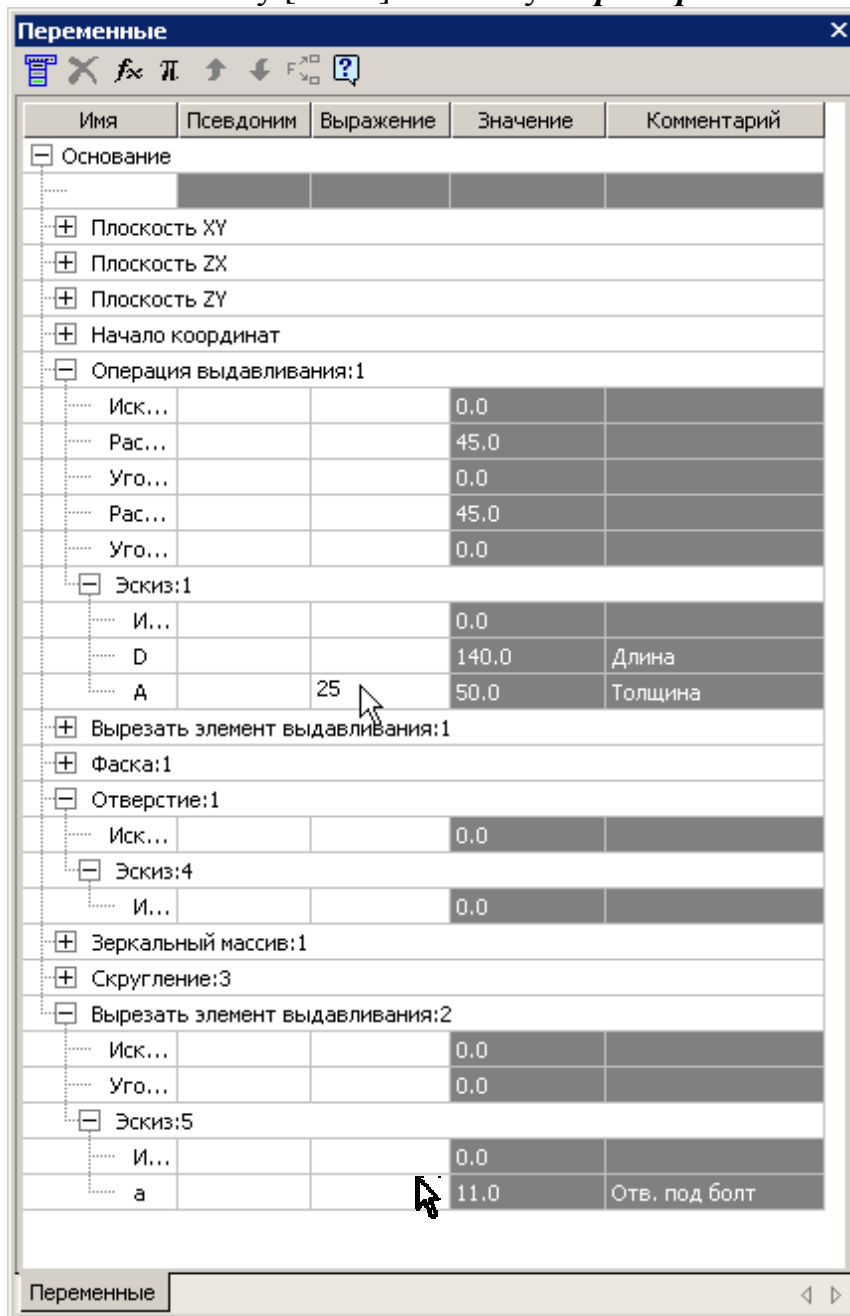 Переменные
fx π F ?
Имя Псевдоним Выражение Значение Комментарий
Основание
Плоскость XY
Плоскость ZX
Плоскость ZY
Начало координат
Операция выдавливания:1
Иск... 0.0
Рас... 45.0
Уго... 0.0
Рас... 45.0
Уго... 0.0
Эскиз:1
И... 0.0
D 140.0 Длина
A 25 50.0 Толщина
Вырезать элемент выдавливания:1
Фаска:1
Отверстие:1
Иск... 0.0
Эскиз:4
И... 0.0
Зеркальный массив:1
Скругление:3
Вырезать элемент выдавливания:2
Иск... 0.0
Уго... 0.0
Эскиз:5
И... 0.0
a 11.0 Отв. под болт
Переменные